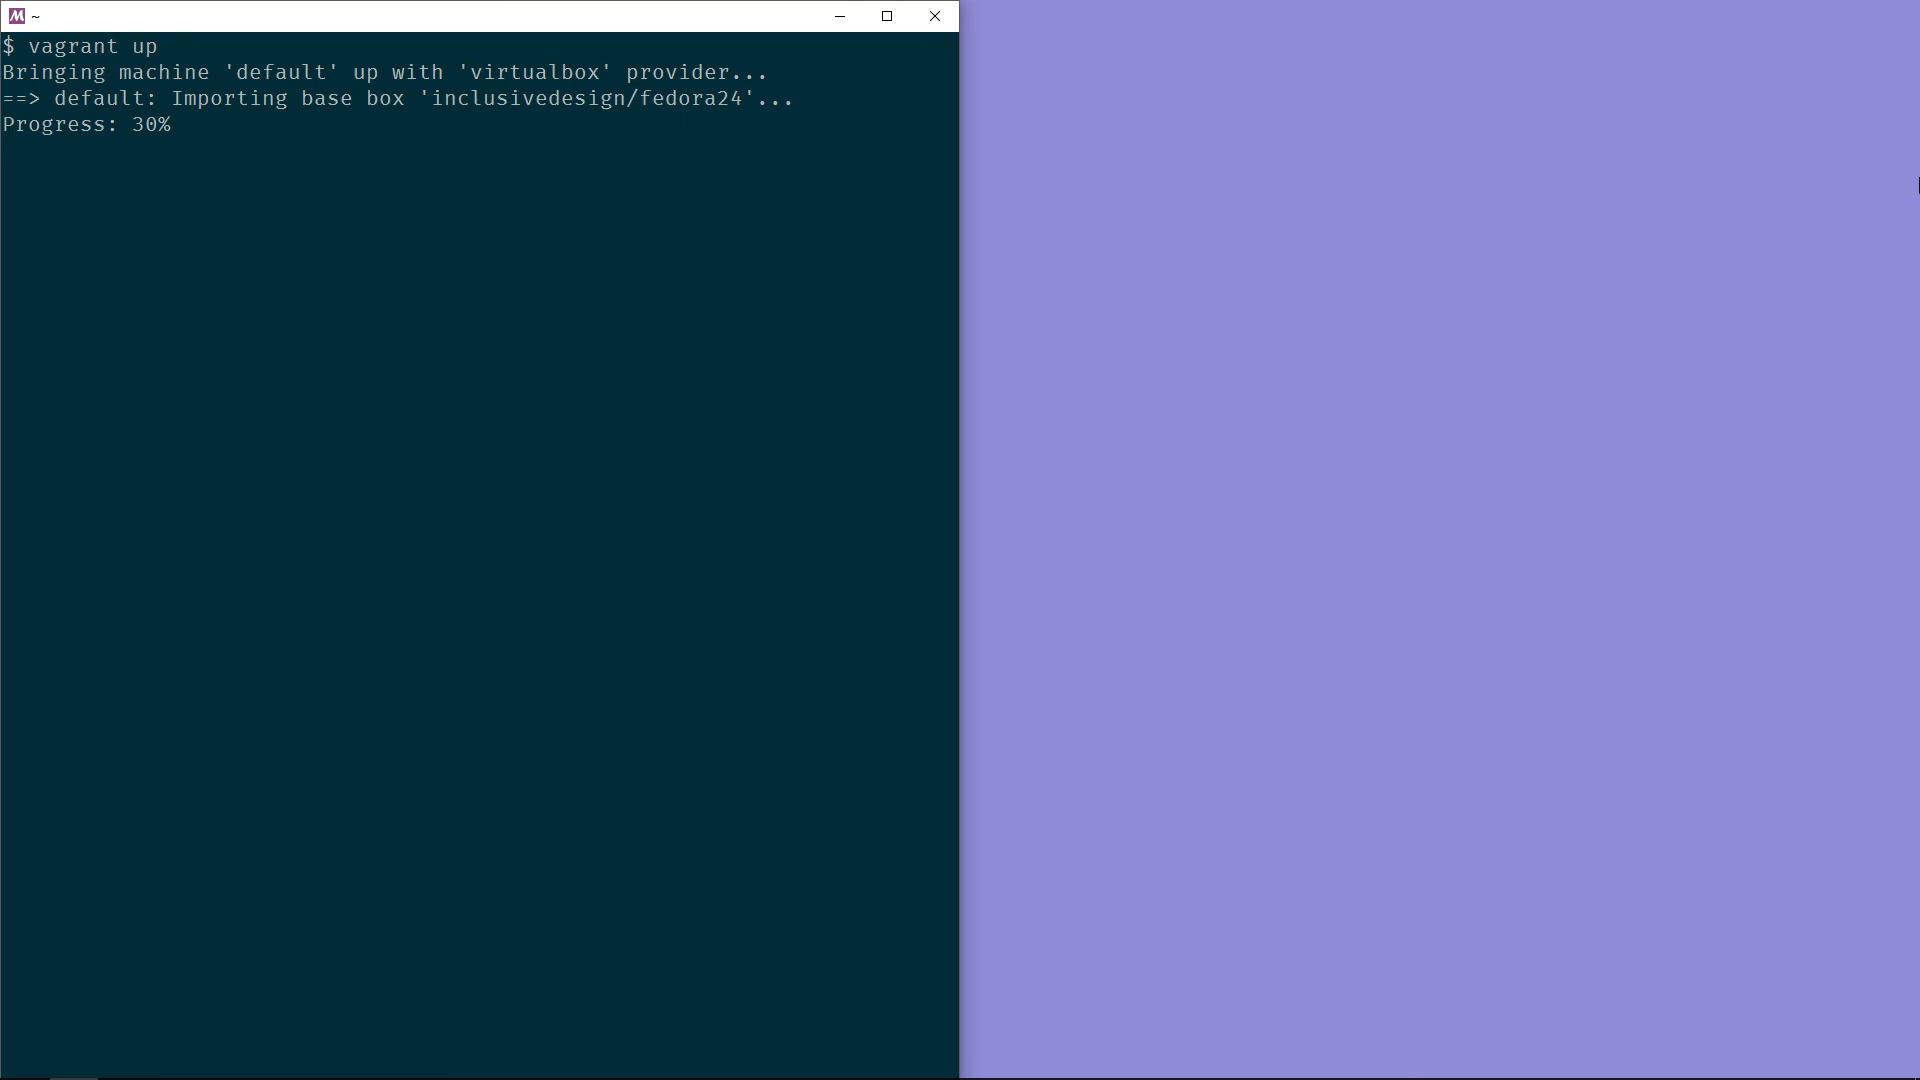 ~
$ vagrant up
Bringing machine 'default' up with 'virtualbox' provider...
==> default: Importing base box 'inclusivedesign/fedora24'...
Progress: 30%